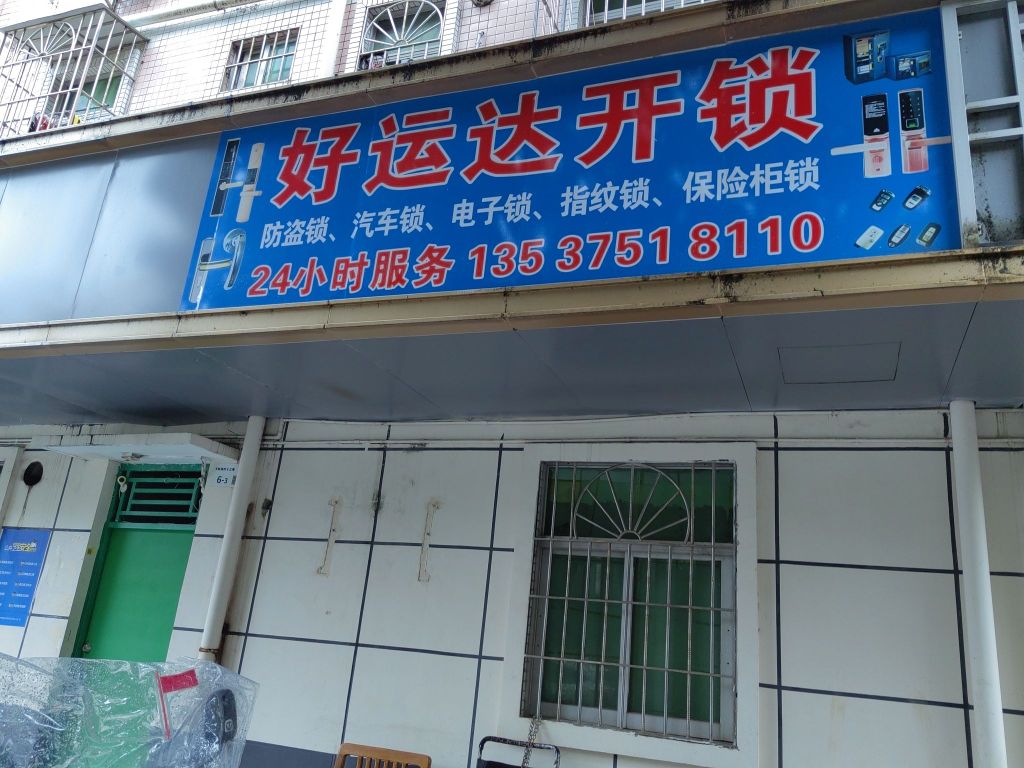 好运达开锁
防盗锁、汽车锁、电子锁、指纹锁、保险柜锁
24小时服务 135 3751 8110
6-3